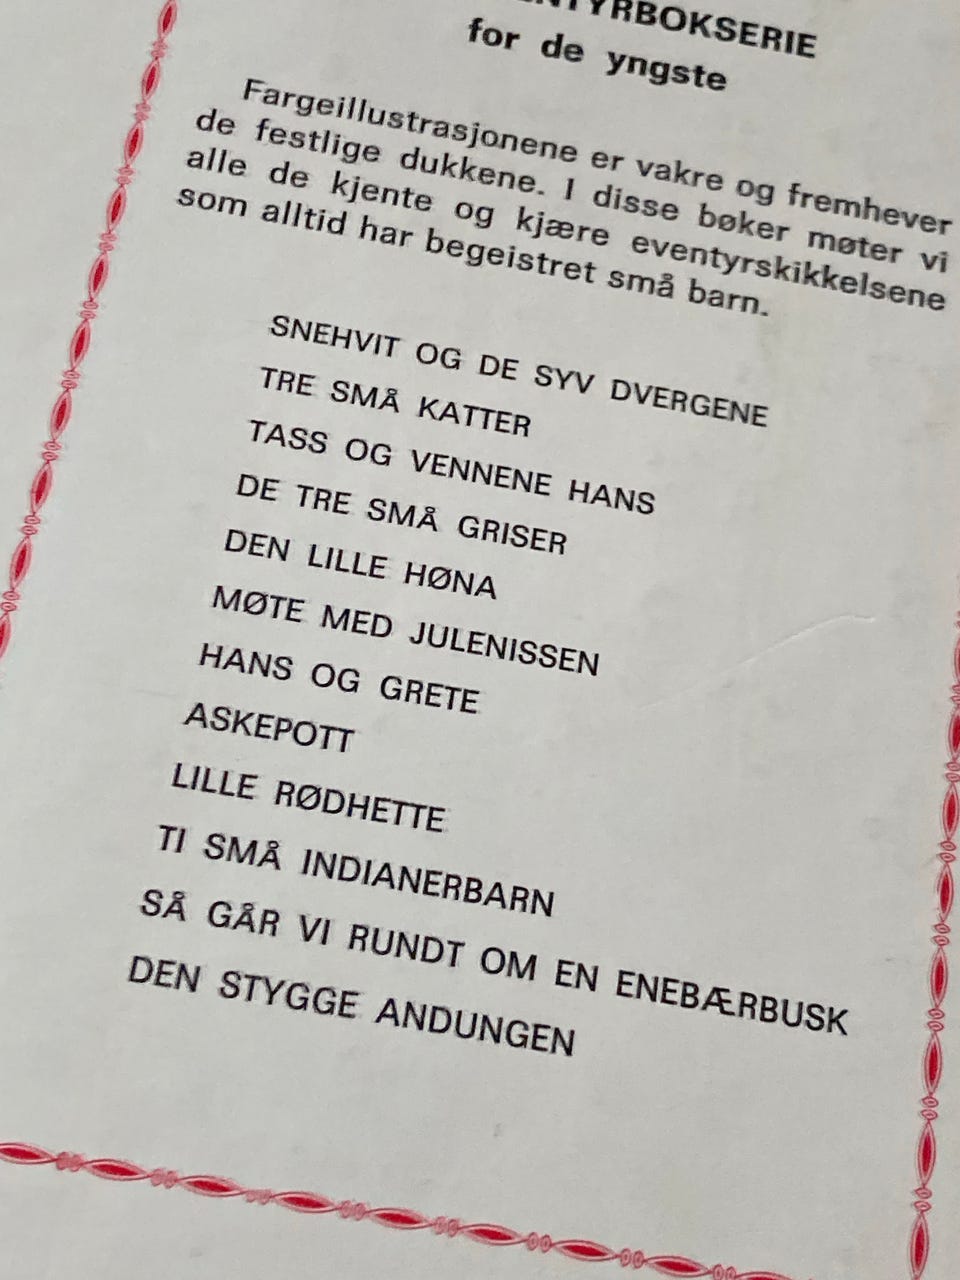 NTYRBOKSERIE
for de yngste
Fargeillustrasjonene er vakre og fremhever
de festlige dukkene. I disse bøker møter vi
alle de kjente og kjære eventyrskikkelsene
som alltid har begeistret små barn.
SNEHVIT OG DE SYV DVERGENE
TRE SMÅ KATTER
TASS OG VENNENE HANS
DE TRE SMÅ GRISER
DEN LILLE HØNA
MØTE MED JULENISSEN
HANS OG GRETE
ASKEPOTT
LILLE RØDHETTE
TI SMÅ INDIANERBARN
SÅ GÅR VI RUNDT OM EN ENEBÆRBUSK
DEN STYGGE ANDUNGEN